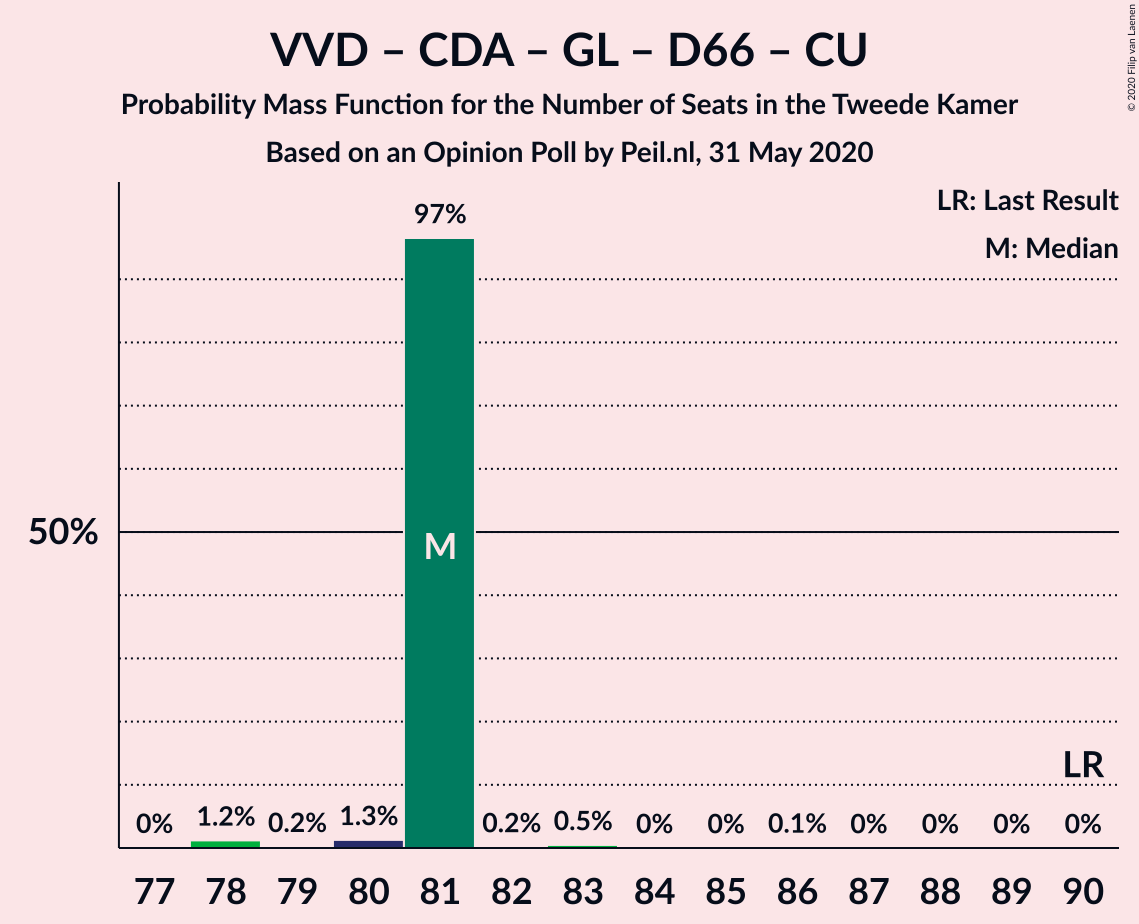 VVD – CDA – GL – D66 – CU
Probability Mass Function for the Number of Seats in the Tweede Kamer
Based on an Opinion Poll by Peil.nl, 31 May 2020
© 2020 Filip van Laenen
LR: Last Result
M: Median
97%
50%
M
LR
0% 1.2% 0.2% 1.3% 0.2% 0.5% 0% 0% 0.1% 0% 0% 0% 0%
77 78 79 80 81 82 83 84 85 86 87 88 89 90